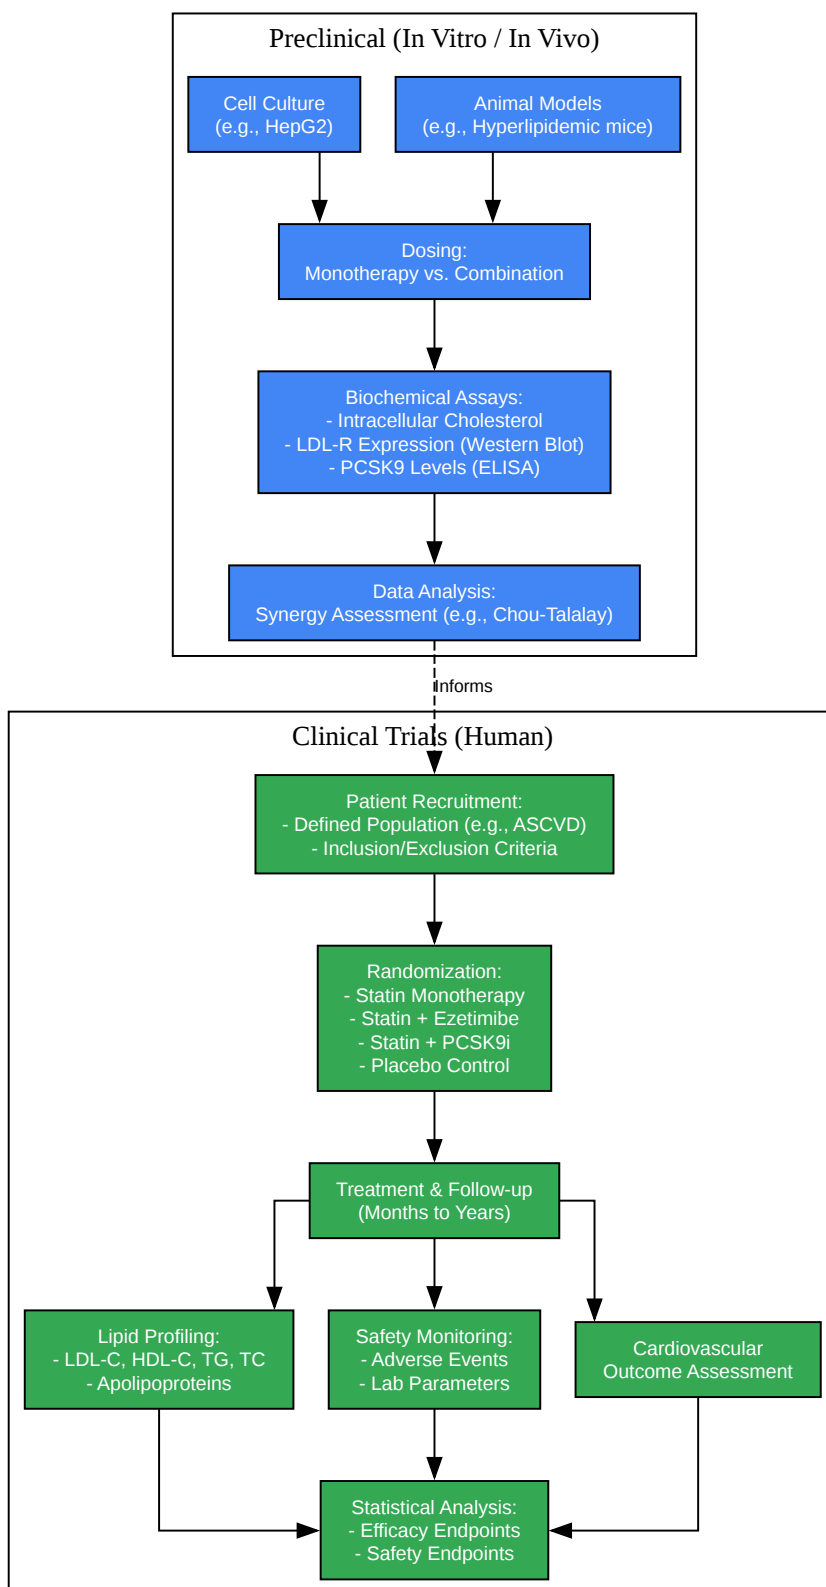 Preclinical (In Vitro / In Vivo)
Cell Culture
(e.g., HepG2)
Animal Models
(e.g., Hyperlipidemic mice)
Dosing:
Monotherapy vs. Combination
Biochemical Assays:
- Intracellular Cholesterol
- LDL-R Expression (Western Blot)
- PCSK9 Levels (ELISA)
Data Analysis:
Synergy Assessment (e.g., Chou-Talalay)
Informs
Clinical Trials (Human)
Patient Recruitment:
- Defined Population (e.g., ASCVD)
- Inclusion/Exclusion Criteria
Randomization:
- Statin Monotherapy
- Statin + Ezetimibe
- Statin + PCSK9i
- Placebo Control
Treatment & Follow-up
(Months to Years)
Lipid Profiling:
- LDL-C, HDL-C, TG, TC
- Apolipoproteins
Safety Monitoring:
- Adverse Events
- Lab Parameters
Cardiovascular
Outcome Assessment
Statistical Analysis:
- Efficacy Endpoints
- Safety Endpoints